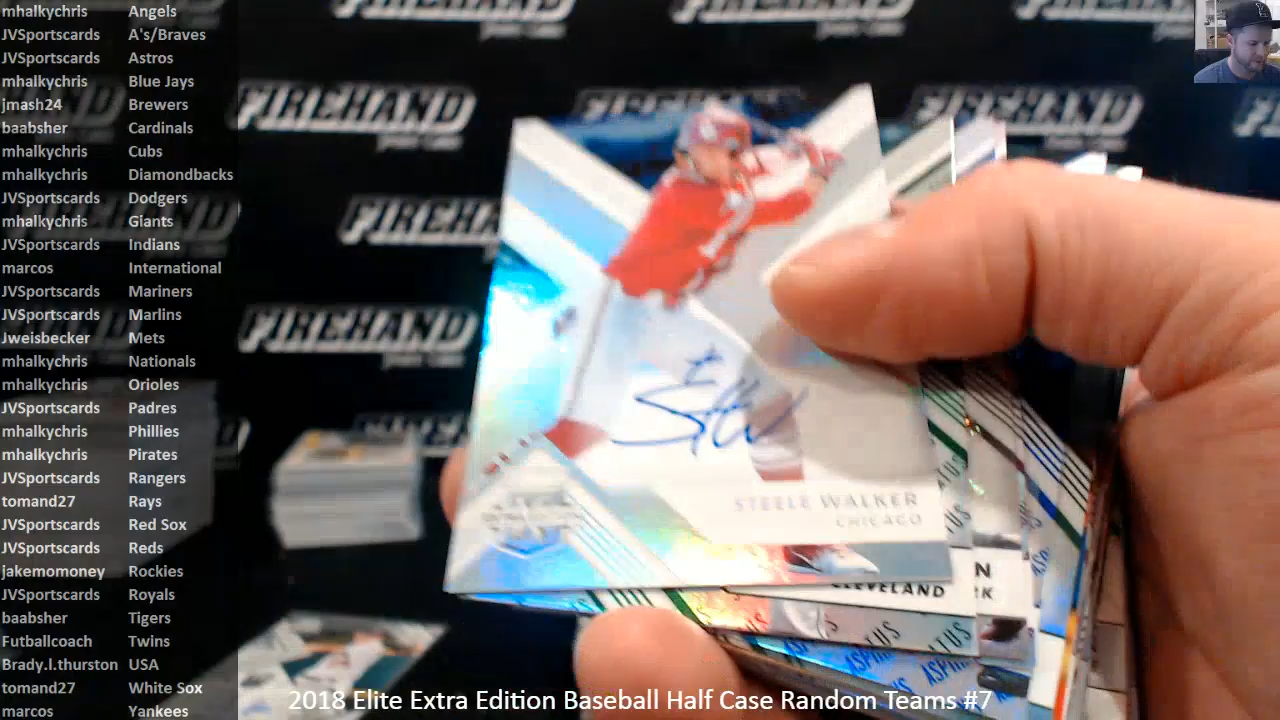 mhalkychris Angels
JVSportscards A's/Braves
JVSportscards Astros
mhalkychris Blue Jays
jmash24 Brewers
baabsher Cardinals
mhalkychris Cubs
mhalkychris Diamondbacks
JVSportscards Dodgers
mhalkychris Giants
JVSportscards Indians
marcos International
JVSportscards Mariners
JVSportscards Marlins
Jweisbecker Mets
mhalkychris Nationals
mhalkychris Orioles
JVSportscards Padres
mhalkychris Phillies
mhalkychris Pirates
JVSportscards Rangers
tomand27 Rays
JVSportscards Red Sox
JVSportscards Reds
jakemomoney Rockies
JVSportscards Royals
baabsher Tigers
Futballcoach Twins
Brady.l.thurston USA
tomand27 White Sox
marcos Yankees
FIREHAND
FIREHAND
FIREHAND
FIREHAND
FIREHAND
STEELE WALKER
CHICAGO
CLEVELAND
2018 Elite Extra Edition Baseball Half Case Random Teams #7